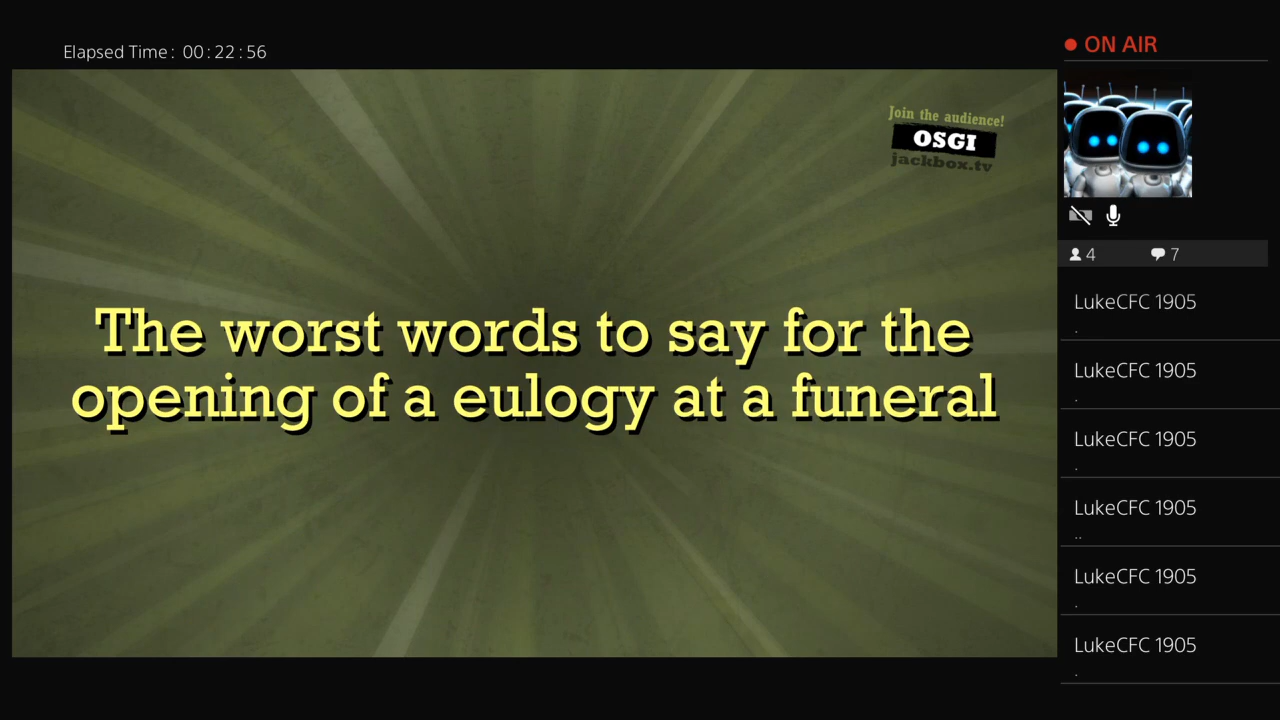 Elapsed Time: 00:22:56
ON AIR
Join the audience!
OSGI
jackbox.tv
4 7
The worst words to say for the
opening of a eulogy at a funeral
LukeCFC 1905
.
LukeCFC 1905
.
LukeCFC 1905
.
LukeCFC 1905
..
LukeCFC 1905
.
LukeCFC 1905
.